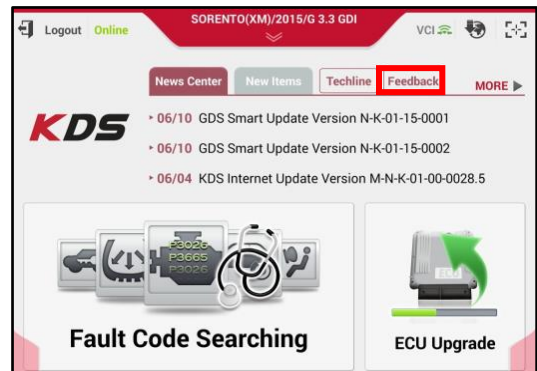 Logout Online SORENTO(XM)/2015/G 3.3 GDI VCI
News Center New Items Techline Feedback MORE ▶
KDS
‣ 06/10 GDS Smart Update Version N-K-01-15-0001
‣ 06/10 GDS Smart Update Version N-K-01-15-0002
‣ 06/04 KDS Internet Update Version M-N-K-01-00-0028.5
P3026
P3665
P3026
ECU
Fault Code Searching
ECU Upgrade